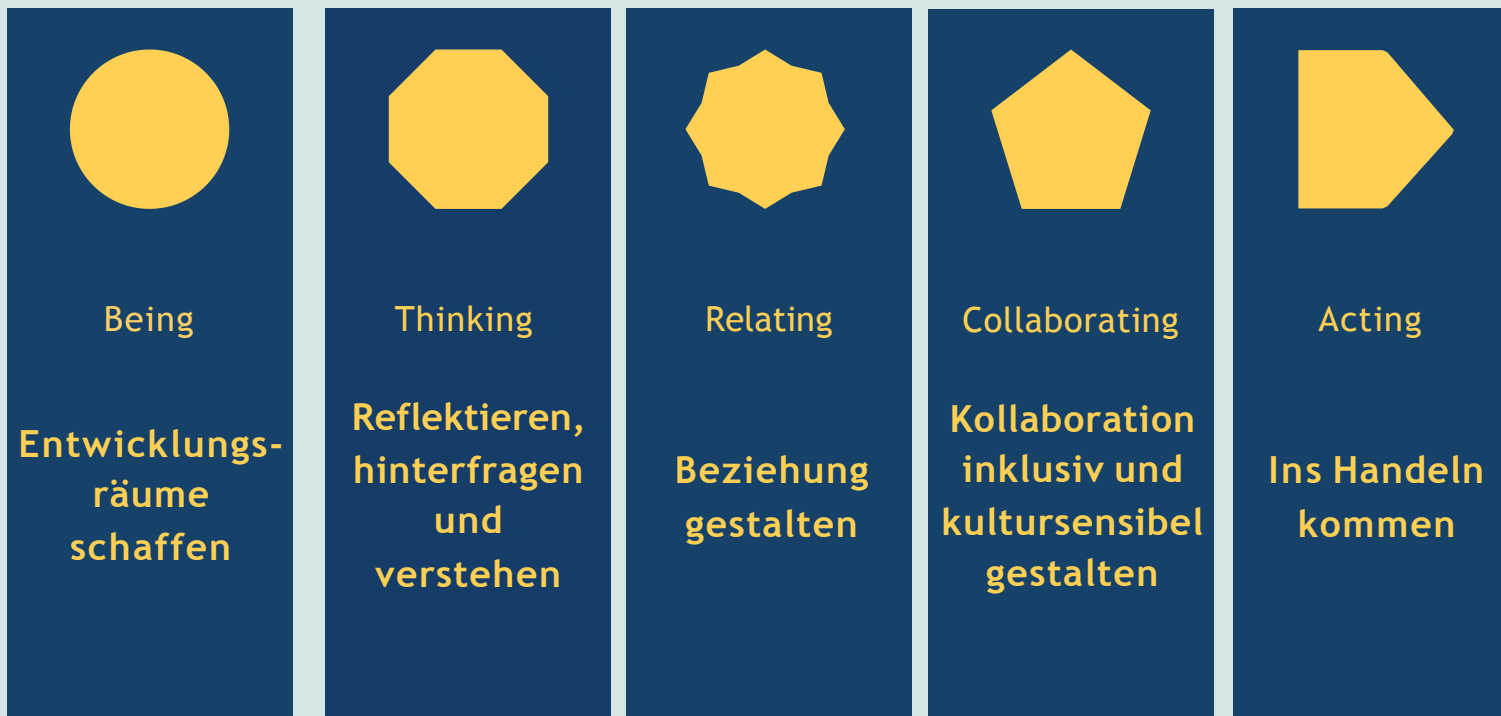 Being
Entwicklungs-
räume
schaffen
Thinking
Reflektieren,
hinterfragen
und
verstehen
Relating
Beziehung
gestalten
Collaborating
Kollaboration
inklusiv und
kultursensibel
gestalten
Acting
Ins Handeln
kommen